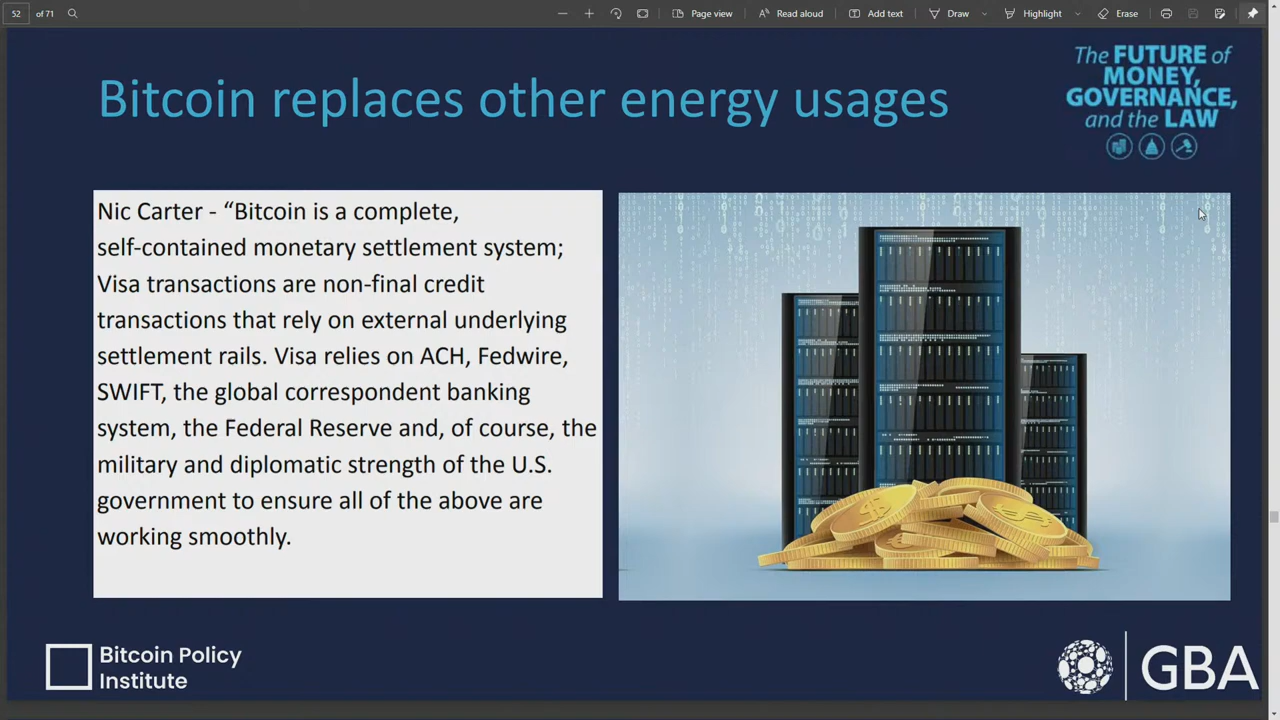 52 of 71
Page view
Read aloud
Add text
Draw
Highlight
Erase
Bitcoin replaces other energy usages
The FUTURE of
MONEY,
GOVERNANCE,
and the LAW
Nic Carter - “Bitcoin is a complete,
self-contained monetary settlement system;
Visa transactions are non-final credit
transactions that rely on external underlying
settlement rails. Visa relies on ACH, Fedwire,
SWIFT, the global correspondent banking
system, the Federal Reserve and, of course, the
military and diplomatic strength of the U.S.
government to ensure all of the above are
working smoothly.
Bitcoin Policy
Institute
GBA